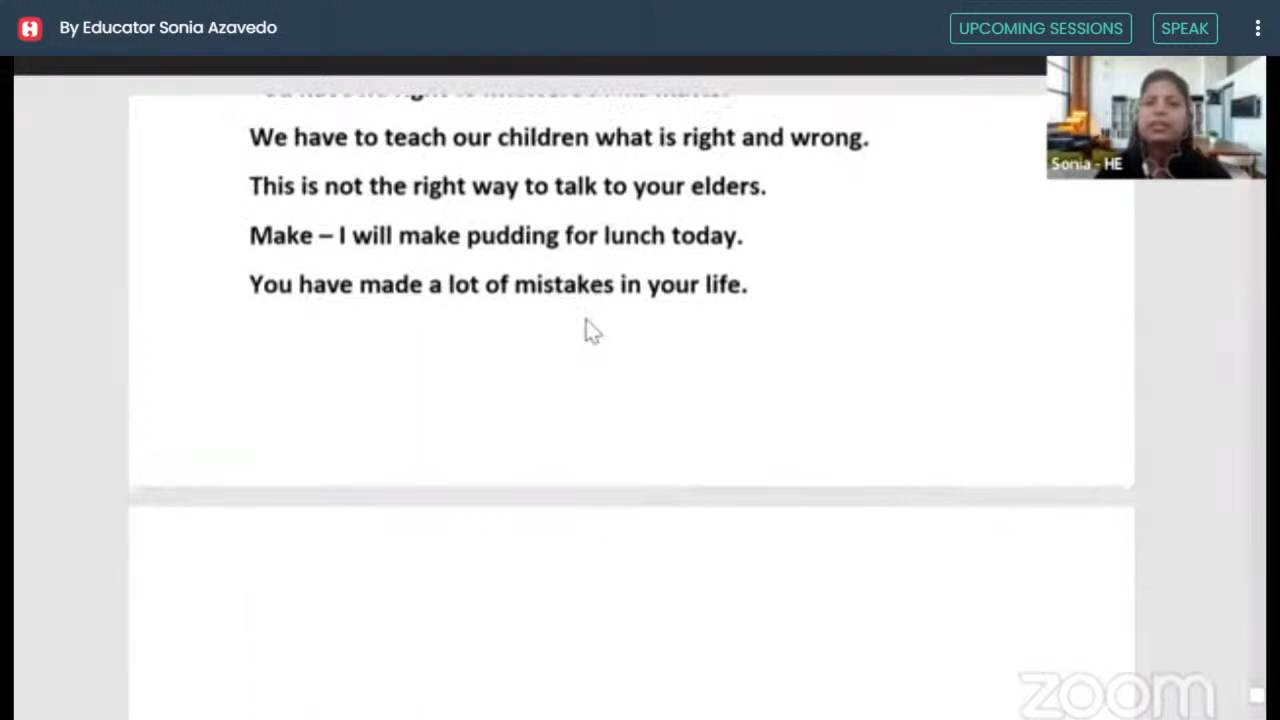 By Educator Sonia Azavedo
UPCOMING SESSIONS
SPEAK
We have to teach our children what is right and wrong.
Sonia - HE
This is not the right way to talk to your elders.
Make – I will make pudding for lunch today.
You have made a lot of mistakes in your life.
zoom